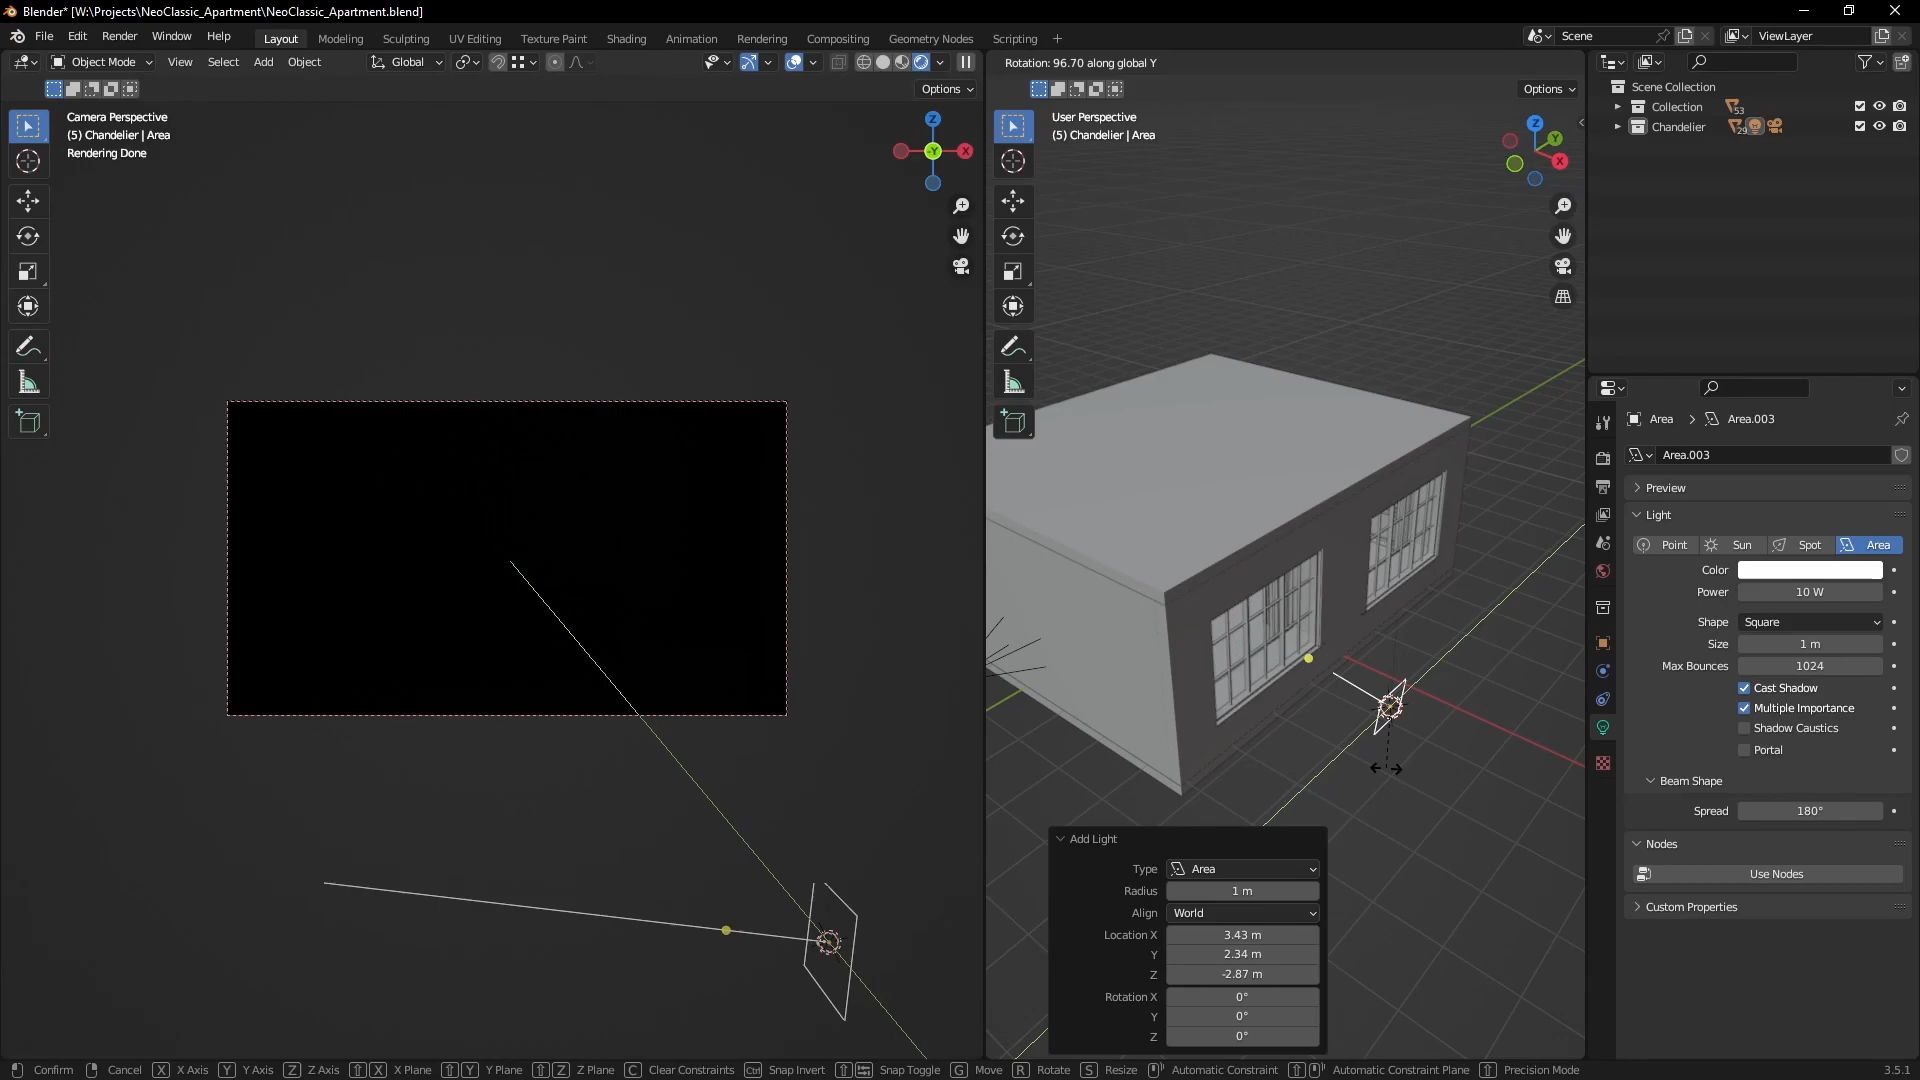 Blender* [W:\Projects\NeoClassic_Apartment\NeoClassic_Apartment.blend]
File Edit Render Window Help Layout Modeling Sculpting UV Editing Texture Paint Shading Animation Rendering Compositing Geometry Nodes Scripting + Scene ViewLayer
Object Mode View Select Add Object Global
Rotation: 96.70 along global Y
Options
Options
Camera Perspective
(5) Chandelier | Area
Rendering Done
Z
-Y
X
User Perspective
(5) Chandelier | Area
Z
Y
X
Scene Collection
Collection 53
Chandelier 29
Area > Area.003
Area.003
Preview
Light
Point Sun Spot Area
Color
Power 10 W
Shape Square
Size 1 m
Max Bounces 1024
Cast Shadow
Multiple Importance
Shadow Caustics
Portal
Beam Shape
Spread 180°
Nodes
Use Nodes
Custom Properties
Add Light
Type Area
Radius 1 m
Align World
Location X 3.43 m
Y 2.34 m
Z -2.87 m
Rotation X 0°
Y 0°
Z 0°
Confirm Cancel X X Axis Y Y Axis Z Z Axis X X Plane Y Y Plane Z Z Plane C Clear Constraints Ctrl Snap Invert Snap Toggle G Move R Rotate S Resize Automatic Constraint Automatic Constraint Plane Precision Mode 3.5.1